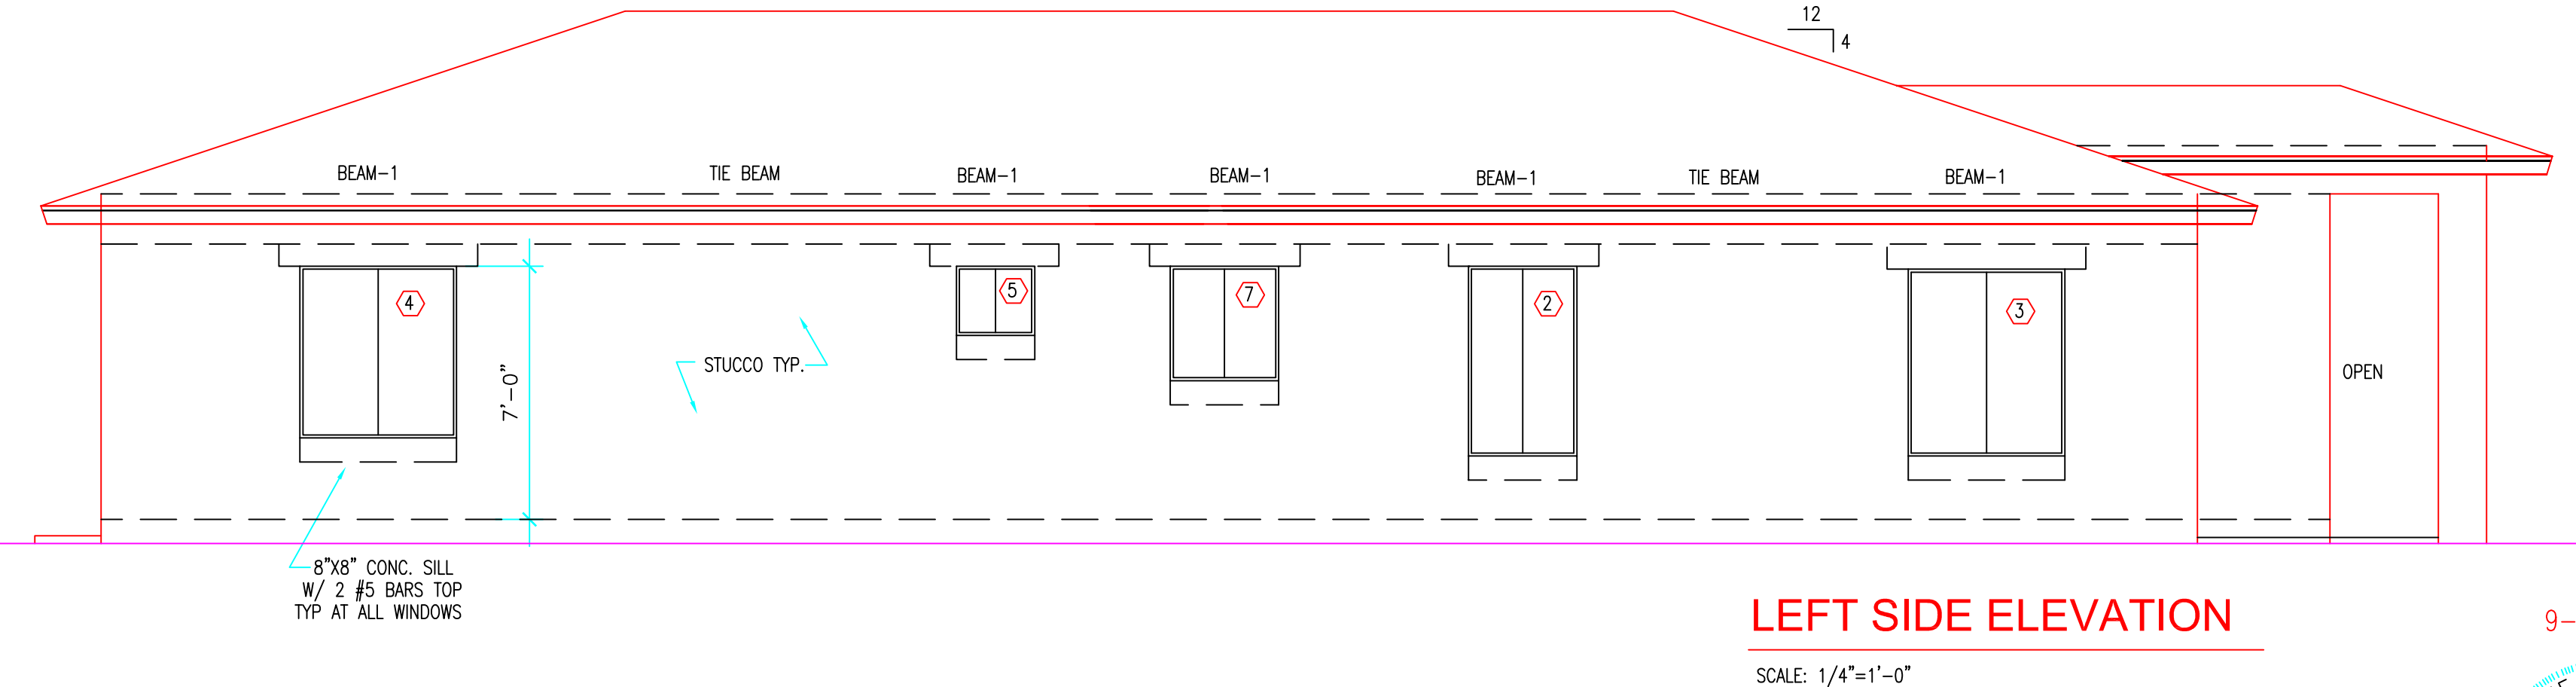 12
4
BEAM-1
TIE BEAM
BEAM-1
BEAM-1
BEAM-1
TIE BEAM
BEAM-1
4
5
7
2
3
7'-0"
STUCCO TYP.
OPEN
8"X8" CONC. SILL
W/ 2 #5 BARS TOP
TYP AT ALL WINDOWS
LEFT SIDE ELEVATION
SCALE: 1/4"=1'-0"
9-